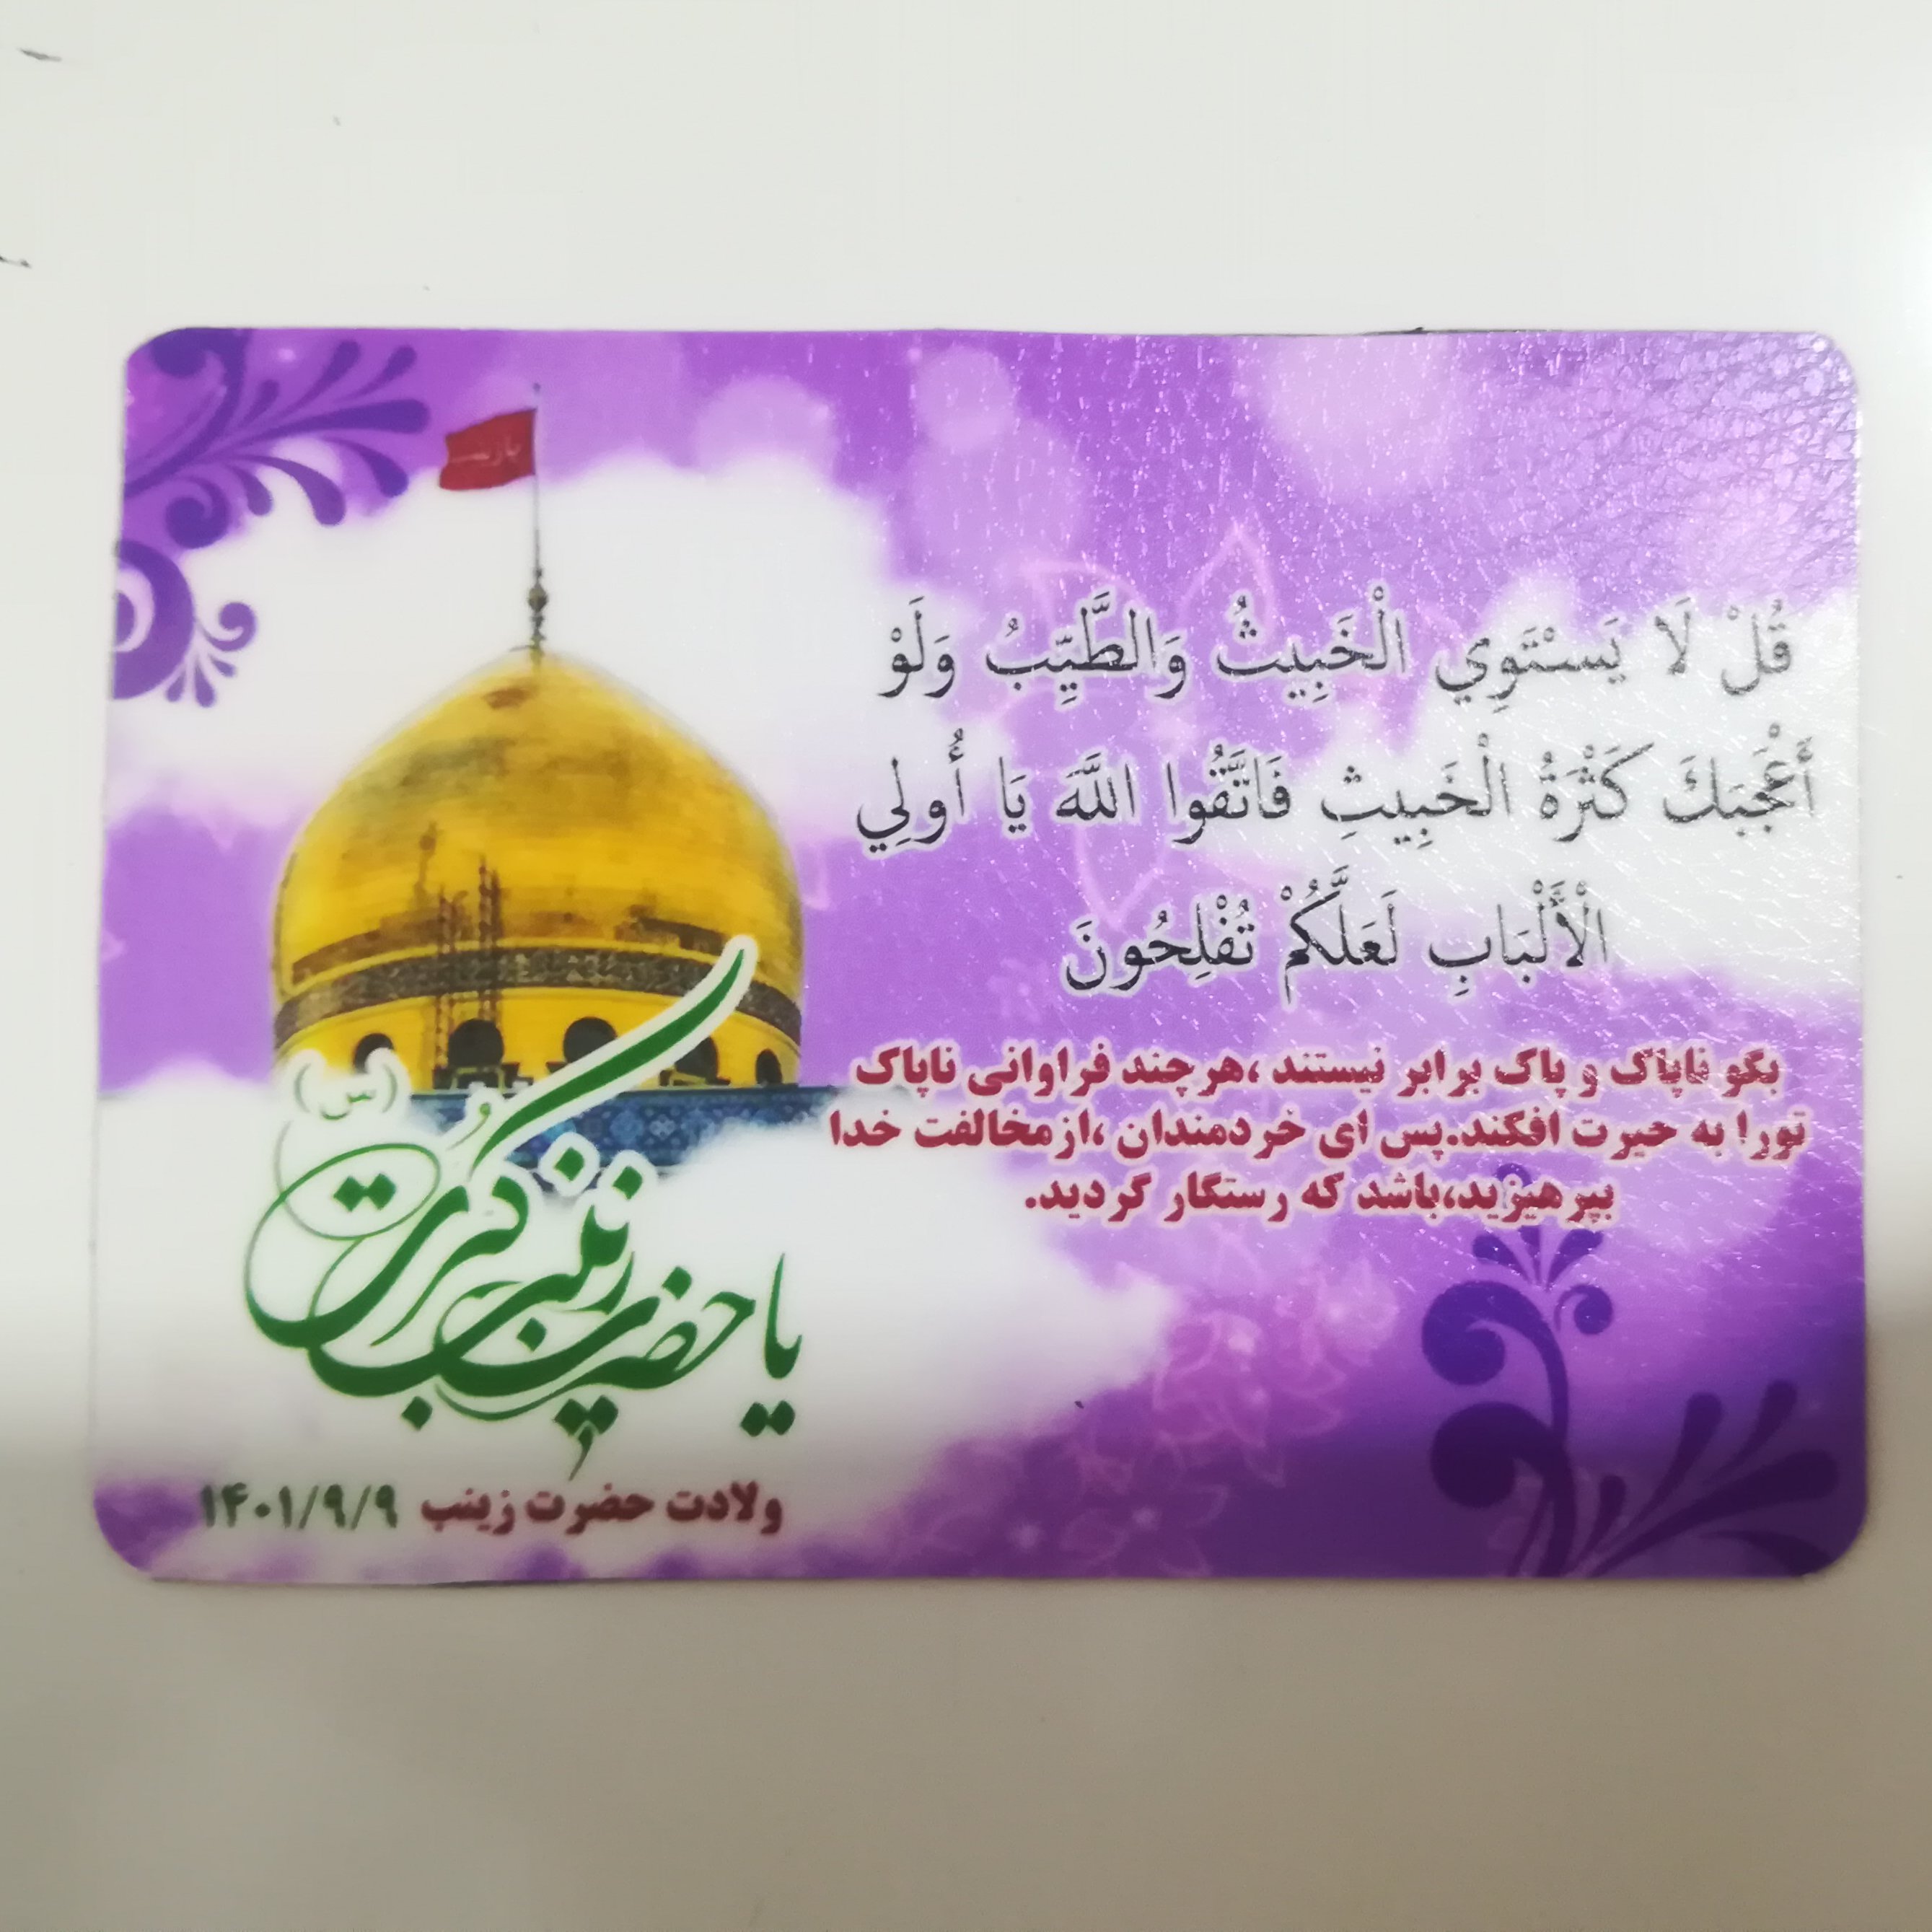 قُلْ لَا يَسْتَوِي الْخَبِيثُ وَالطَّيِّبُ وَلَوْ
أَعْجَبَكَ كَثْرَةُ الْخَبِيثِ فَاتَّقُوا اللَّهَ يَا أُولِي
الْأَلْبَابِ لَعَلَّكُمْ تُفْلِحُونَ
بگو ناپاک و پاک برابر نیستند ،هرچند فراوانی ناپاک
تورا به حیرت افکند.پس ای خردمندان ،ازمخالفت خدا
بپرهیزید،باشد که رستگار گردید.
یا زینب
یا حضرت زینب کبری (س)
ولادت حضرت زینب ۱۴۰۱/۹/۹